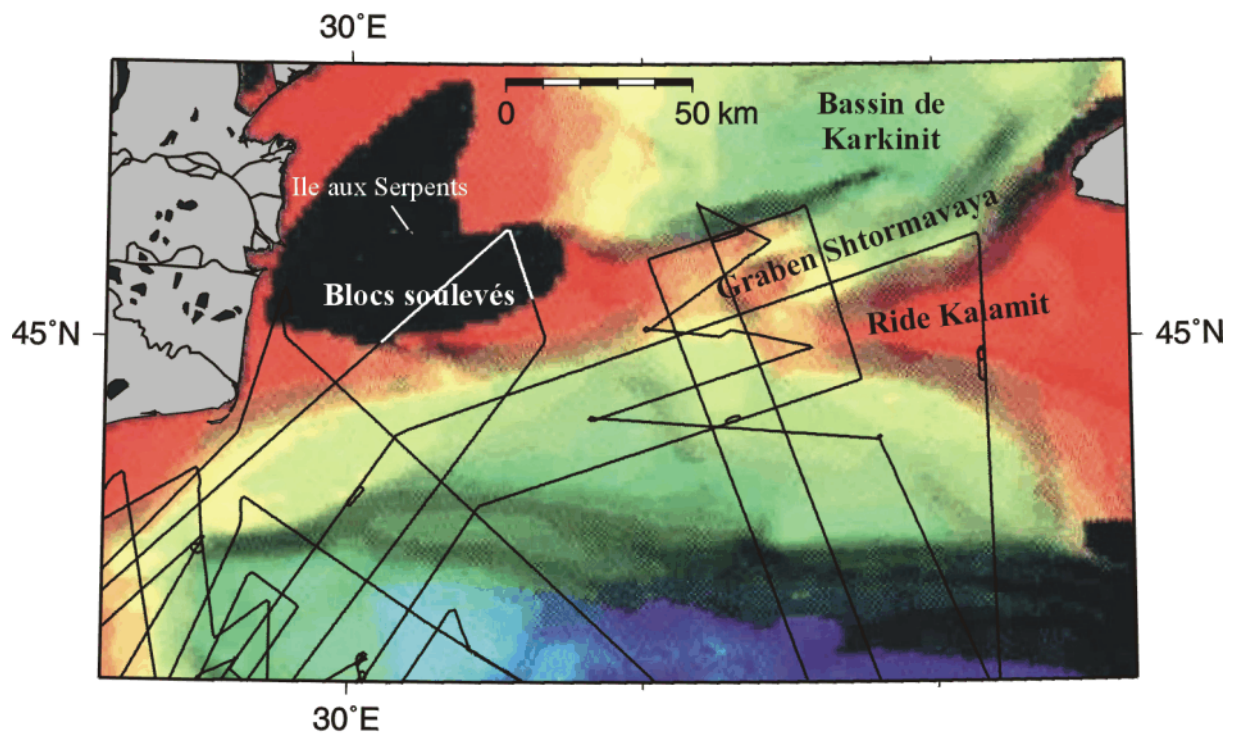 30°E
0 50 km
Bassin de
Karkinit
Ile aux Serpents
Graben Shtormavaya
Blocs soulevés
Ride Kalamit
45°N
45°N
30°E